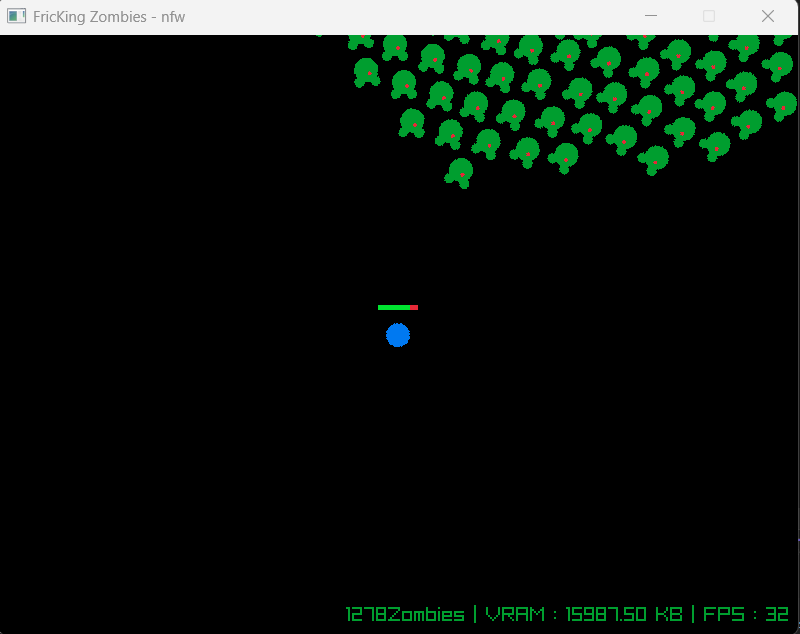 FricKing Zombies - nfw
1278Zombies | VRAM : 15987.50 KB | FPS : 32